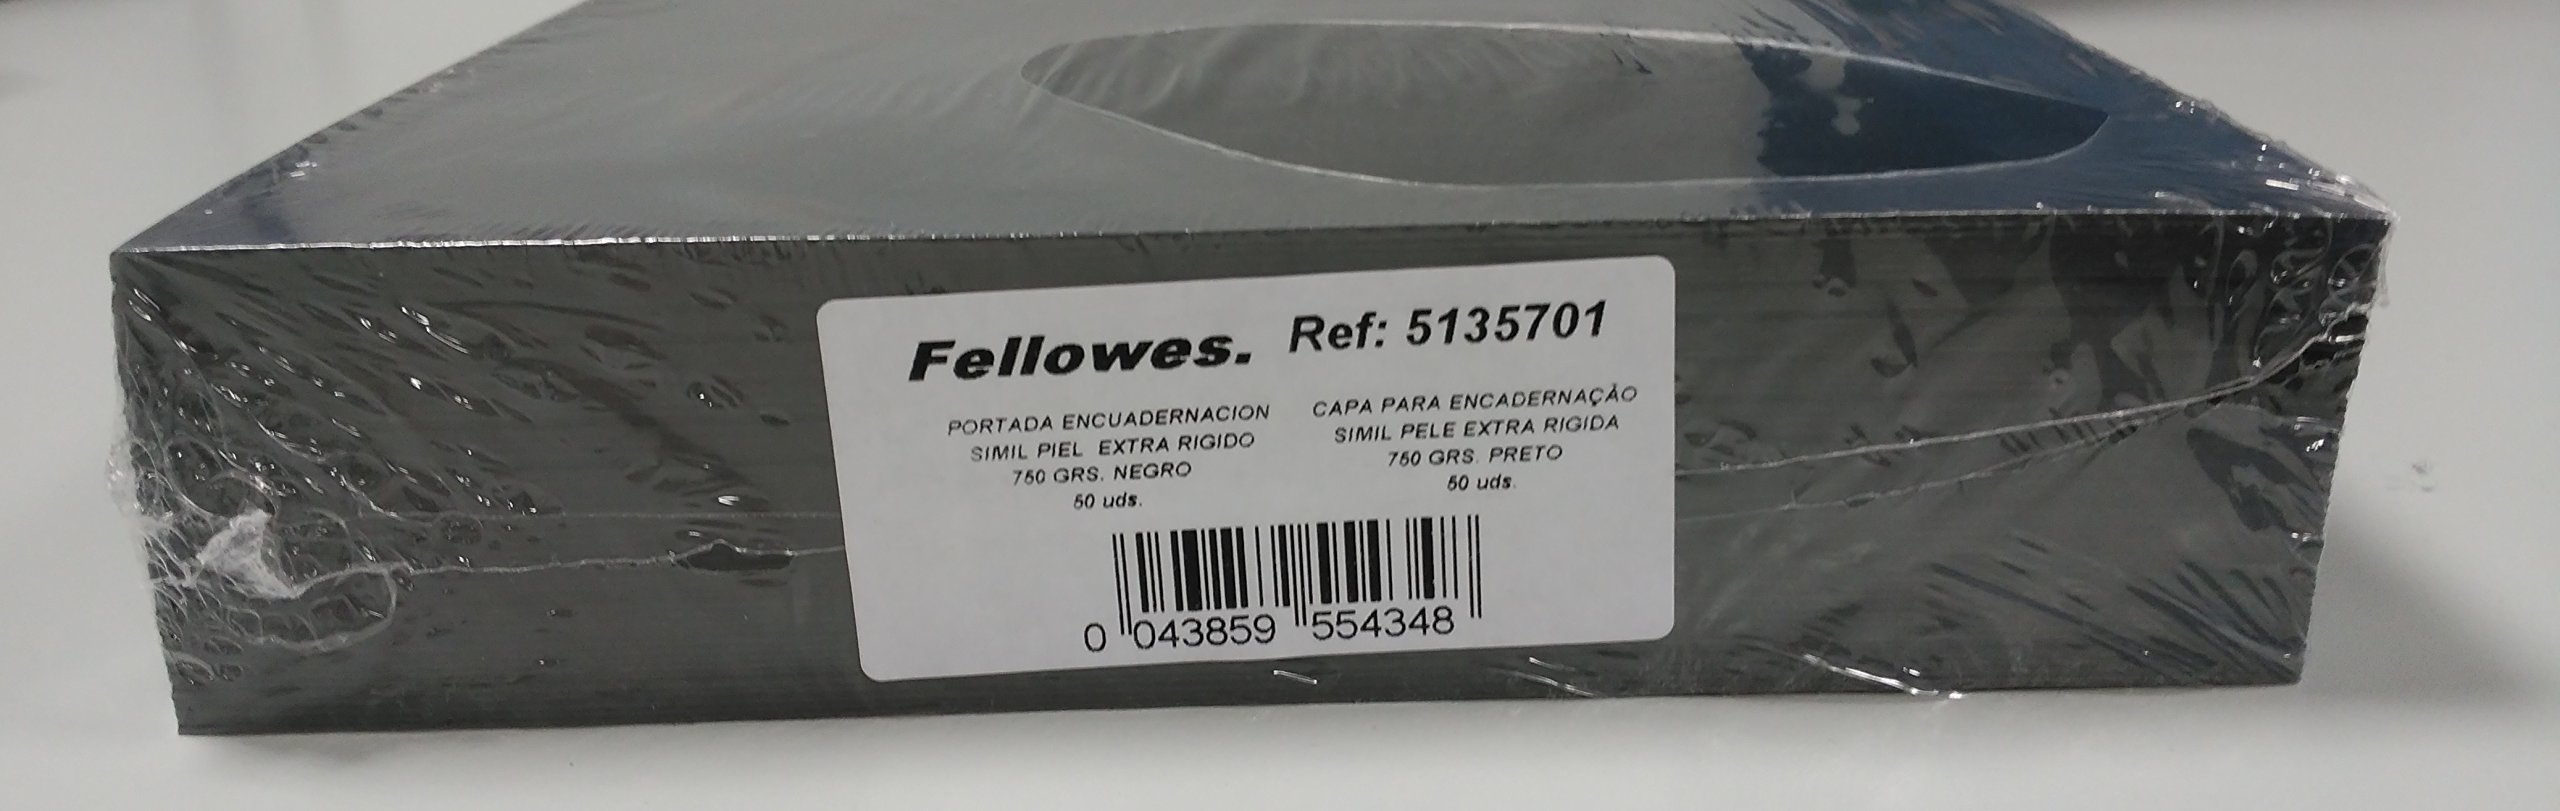 Fellowes. Ref: 5135701
PORTADA ENCUADERNACION
SIMIL PIEL EXTRA RIGIDO
750 GRS. NEGRO
50 uds.
CAPA PARA ENCADERNAÇÃO
SIMIL PELE EXTRA RIGIDA
750 GRS. PRETO
50 uds.
0 043859 554348